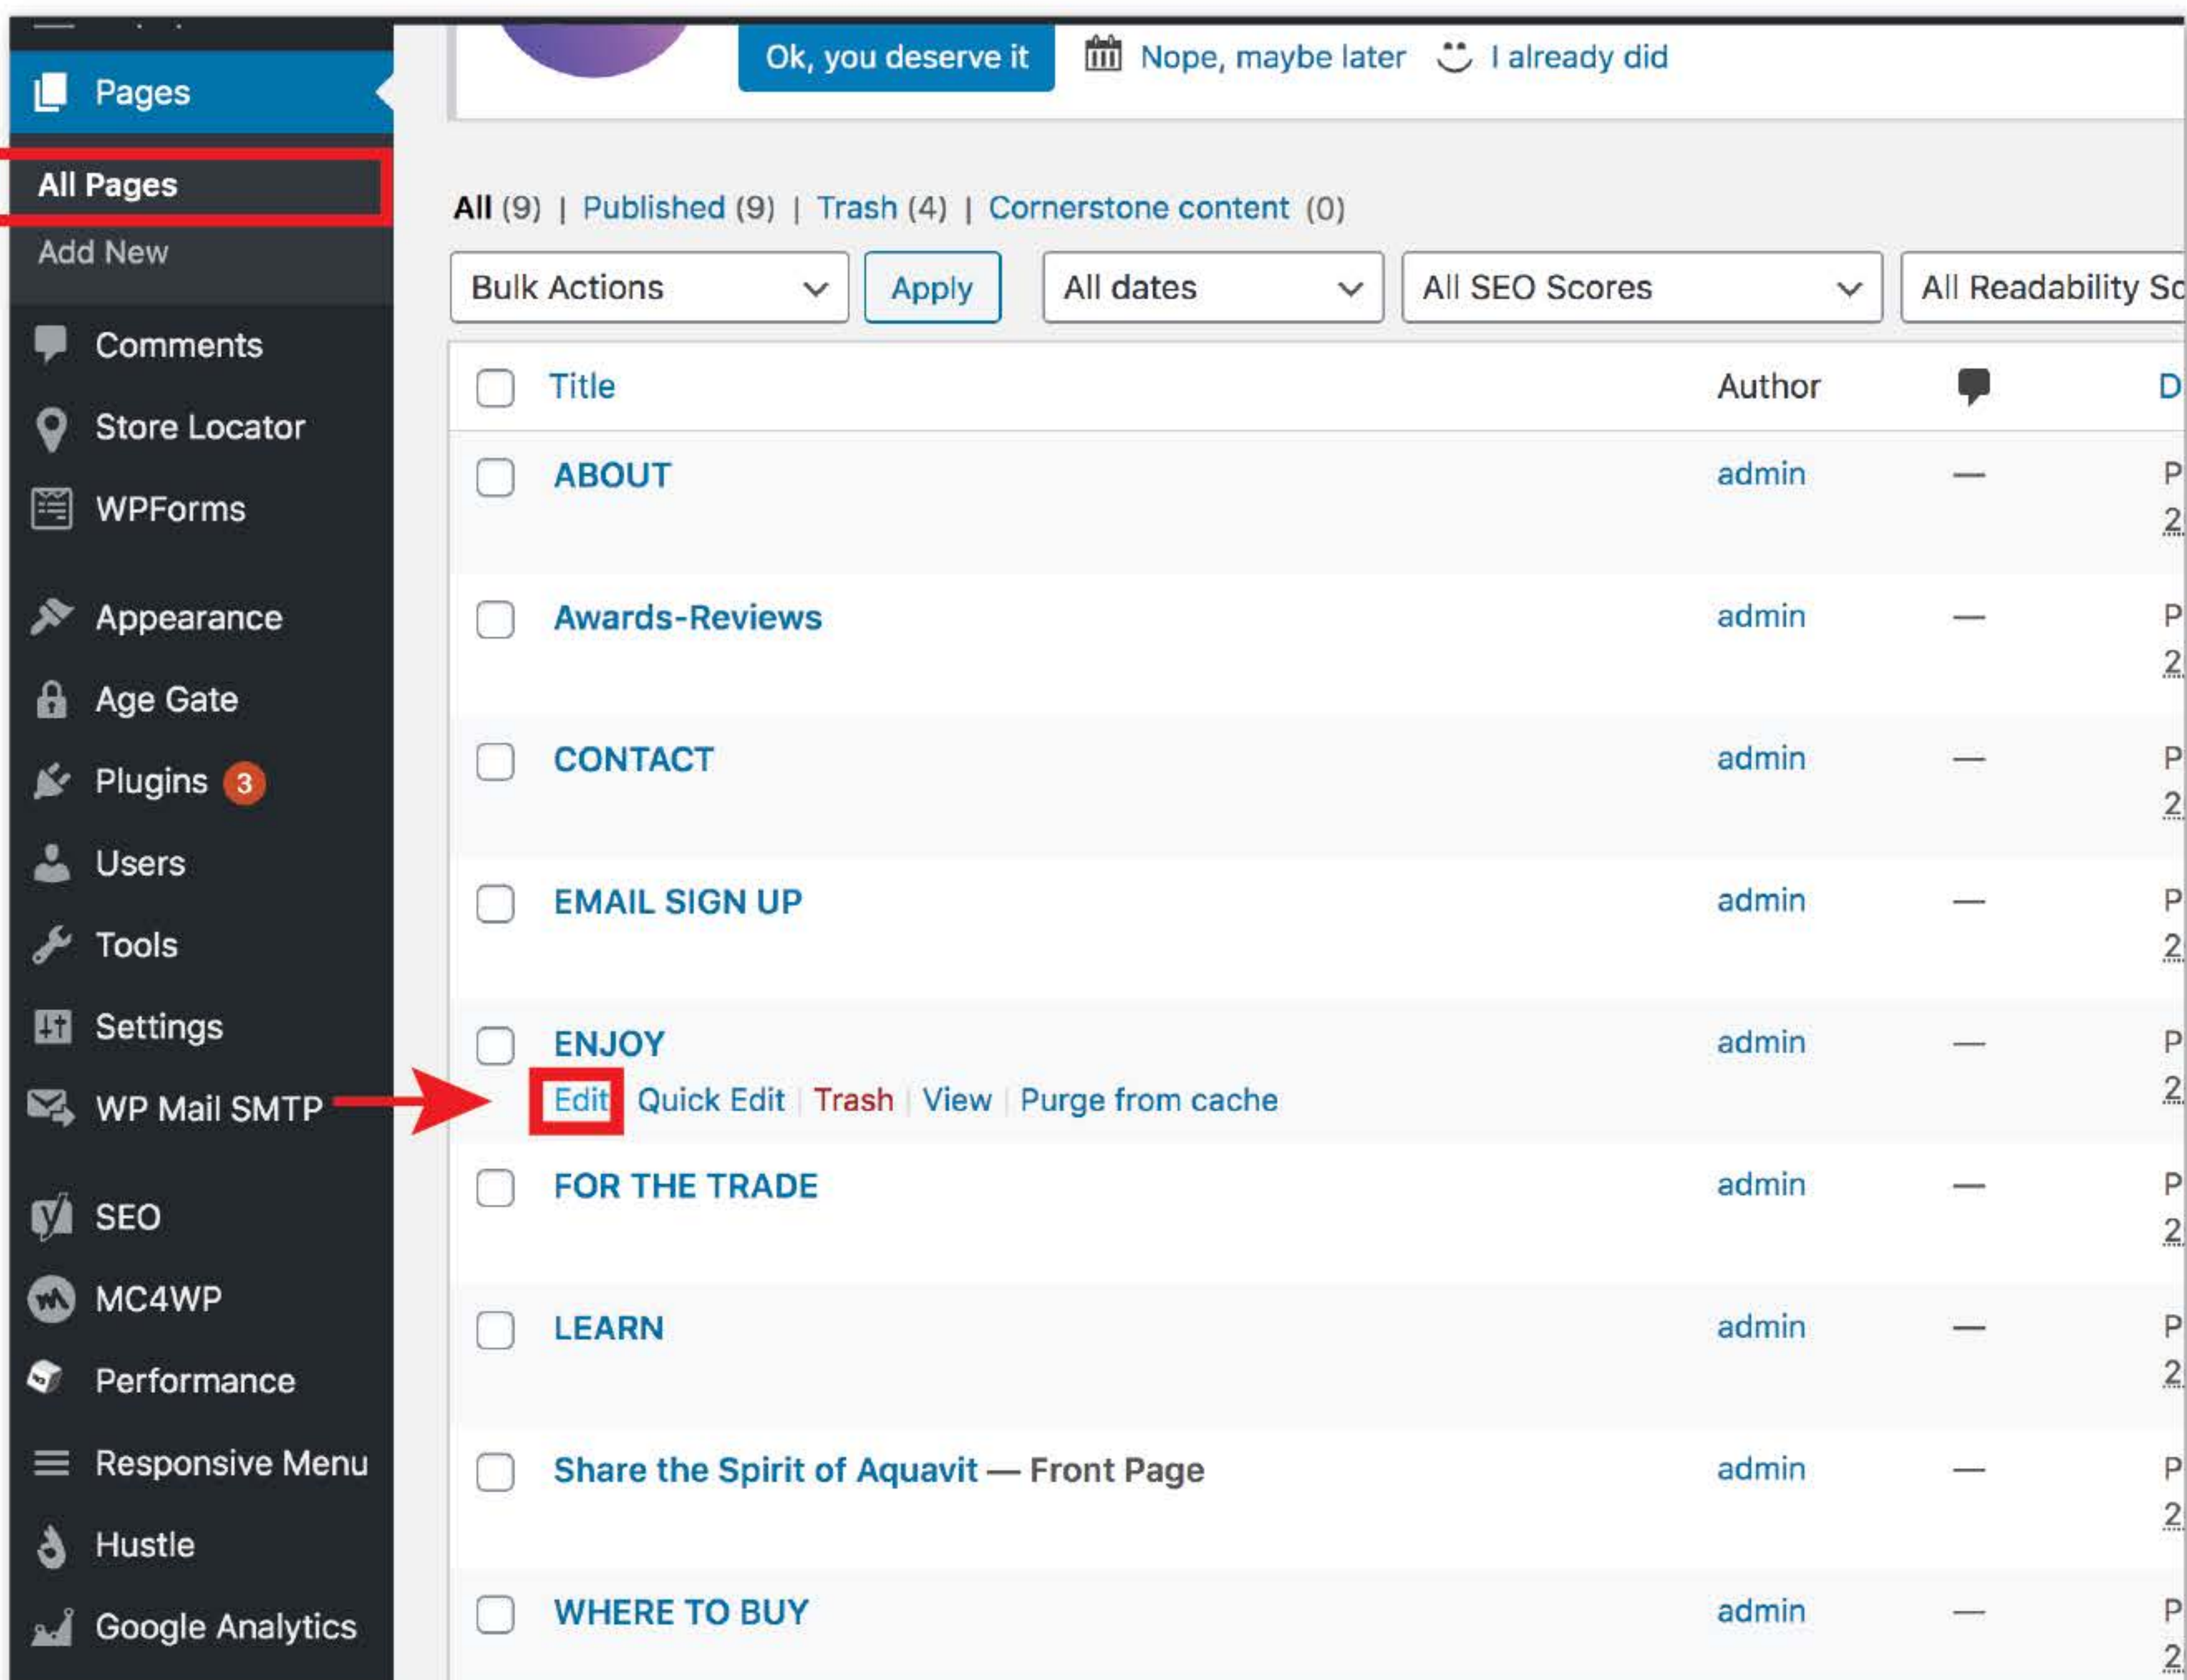 Pages
All Pages
Add New
Comments
Store Locator
WPForms
Appearance
Age Gate
Plugins 3
Users
Tools
Settings
WP Mail SMTP
SEO
MC4WP
Performance
Responsive Menu
Hustle
Google Analytics
Ok, you deserve it Nope, maybe later I already did
All (9) | Published (9) | Trash (4) | Cornerstone content (0)
Bulk Actions Apply All dates All SEO Scores All Readability
Title Author
ABOUT admin —
Awards-Reviews admin —
CONTACT admin —
EMAIL SIGN UP admin —
ENJOY admin —
Edit Quick Edit | Trash | View | Purge from cache
FOR THE TRADE admin —
LEARN admin —
Share the Spirit of Aquavit — Front Page admin —
WHERE TO BUY admin —